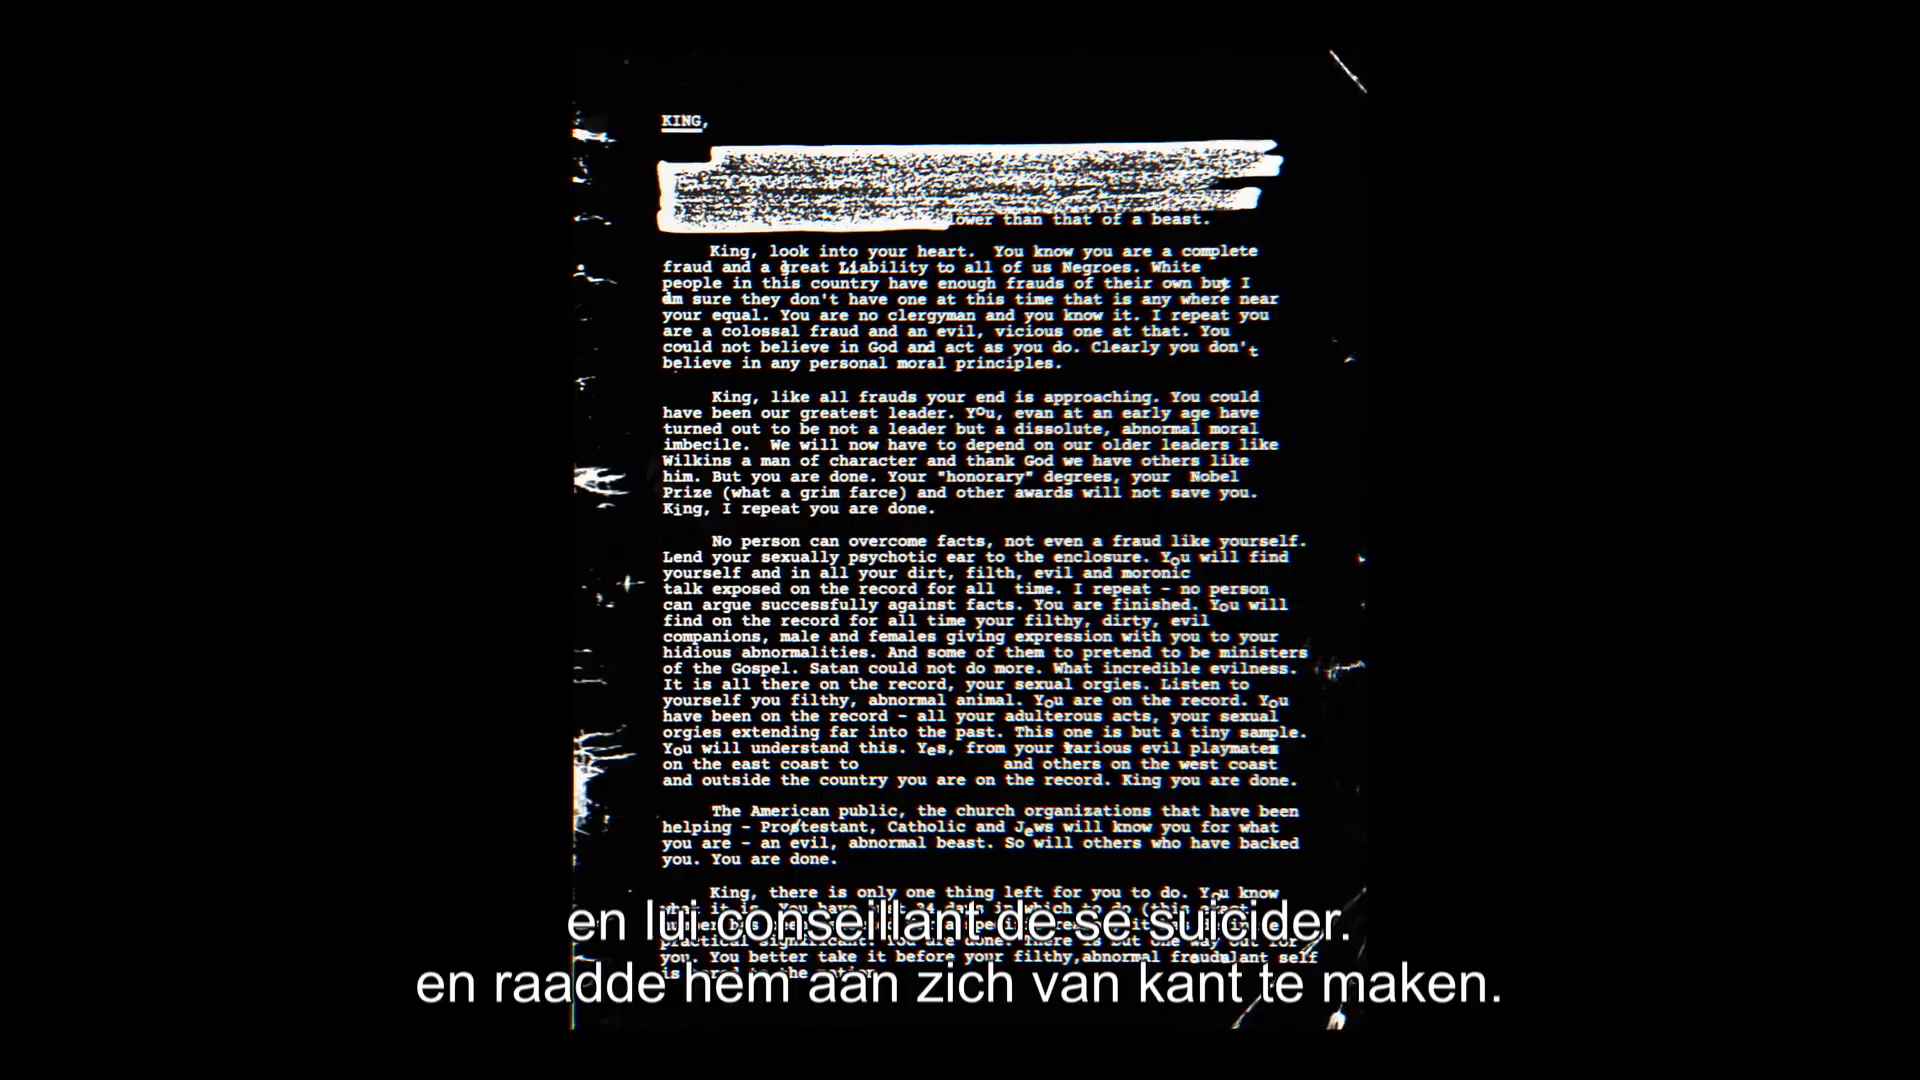 KING,
lower than that of a beast.
King, look into your heart. You know you are a complete
fraud and a great Liability to all of us Negroes. White
people in this country have enough frauds of their own but I
am sure they don't have one at this time that is any where near
your equal. You are no clergyman and you know it. I repeat you
are a colossal fraud and an evil, vicious one at that. You
could not believe in God and act as you do. Clearly you don't
believe in any personal moral principles.
King, like all frauds your end is approaching. You could
have been our greatest leader. You, evan at an early age have
turned out to be not a leader but a dissolute, abnormal moral
imbecile. We will now have to depend on our older leaders like
Wilkins a man of character and thank God we have others like
him. But you are done. Your "honorary" degrees, your Nobel
Prize (what a grim farce) and other awards will not save you.
King, I repeat you are done.
No person can overcome facts, not even a fraud like yourself.
Lend your sexually psychotic ear to the enclosure. You will find
yourself and in all your dirt, filth, evil and moronic
talk exposed on the record for all time. I repeat - no person
can argue successfully against facts. You are finished. You will
find on the record for all time your filthy, dirty, evil
companions, male and females giving expression with you to your
hidious abnormalities. And some of them to pretend to be ministers
of the Gospel. Satan could not do more. What incredible evilness.
It is all there on the record, your sexual orgies. Listen to
yourself you filthy, abnormal animal. You are on the record. You
have been on the record - all your adulterous acts, your sexual
orgies extending far into the past. This one is but a tiny sample.
You will understand this. Yes, from your various evil playmates
on the east coast to and others on the west coast
and outside the country you are on the record. King you are done.
The American public, the church organizations that have been
helping - Protestant, Catholic and Jews will know you for what
you are - an evil, abnormal beast. So will others who have backed
you. You are done.
King, there is only one thing left for you to do. You know
en lui conseillant de se suicider.
you. You better take it before your filthy,abnormal fraudulant self
en raadde hem aan zich van kant te maken.